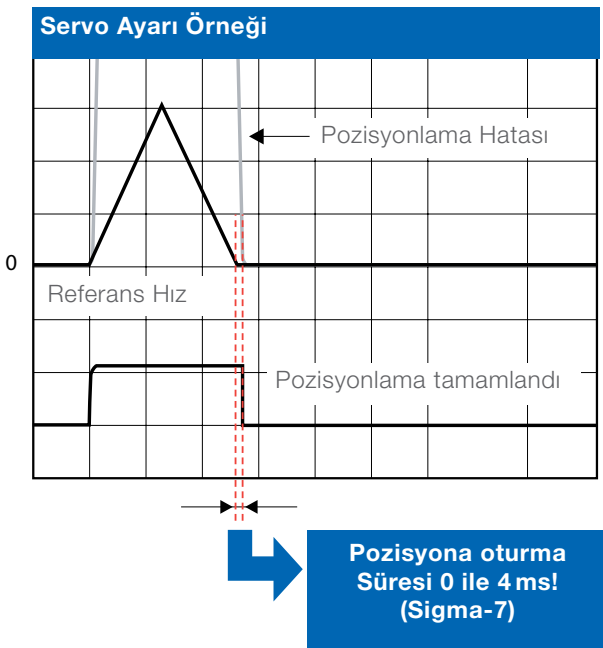 Servo Ayarı Örneği
Pozisyonlama Hatası
0
Referans Hız
Pozisyonlama tamamlandı
Pozisyona oturma
Süresi 0 ile 4 ms!
(Sigma-7)